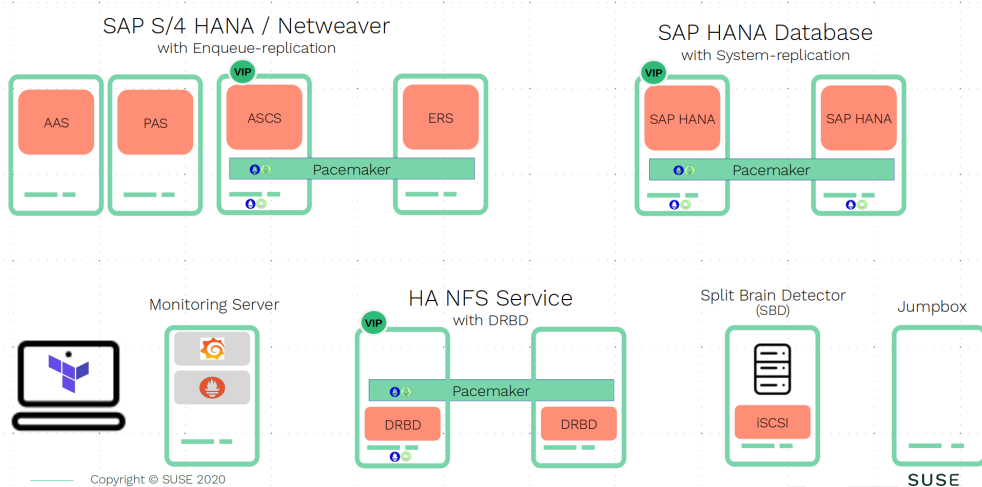 SAP S/4 HANA / Netweaver
with Enqueue-replication
SAP HANA Database
with System-replication
VIP
VIP
AAS
PAS
ASCS
ERS
SAP HANA
SAP HANA
Pacemaker
Pacemaker
Monitoring Server
HA NFS Service
with DRBD
Split Brain Detector
(SBD)
Jumpbox
VIP
Pacemaker
DRBD
DRBD
iSCSI
Copyright © SUSE 2020
SUSE